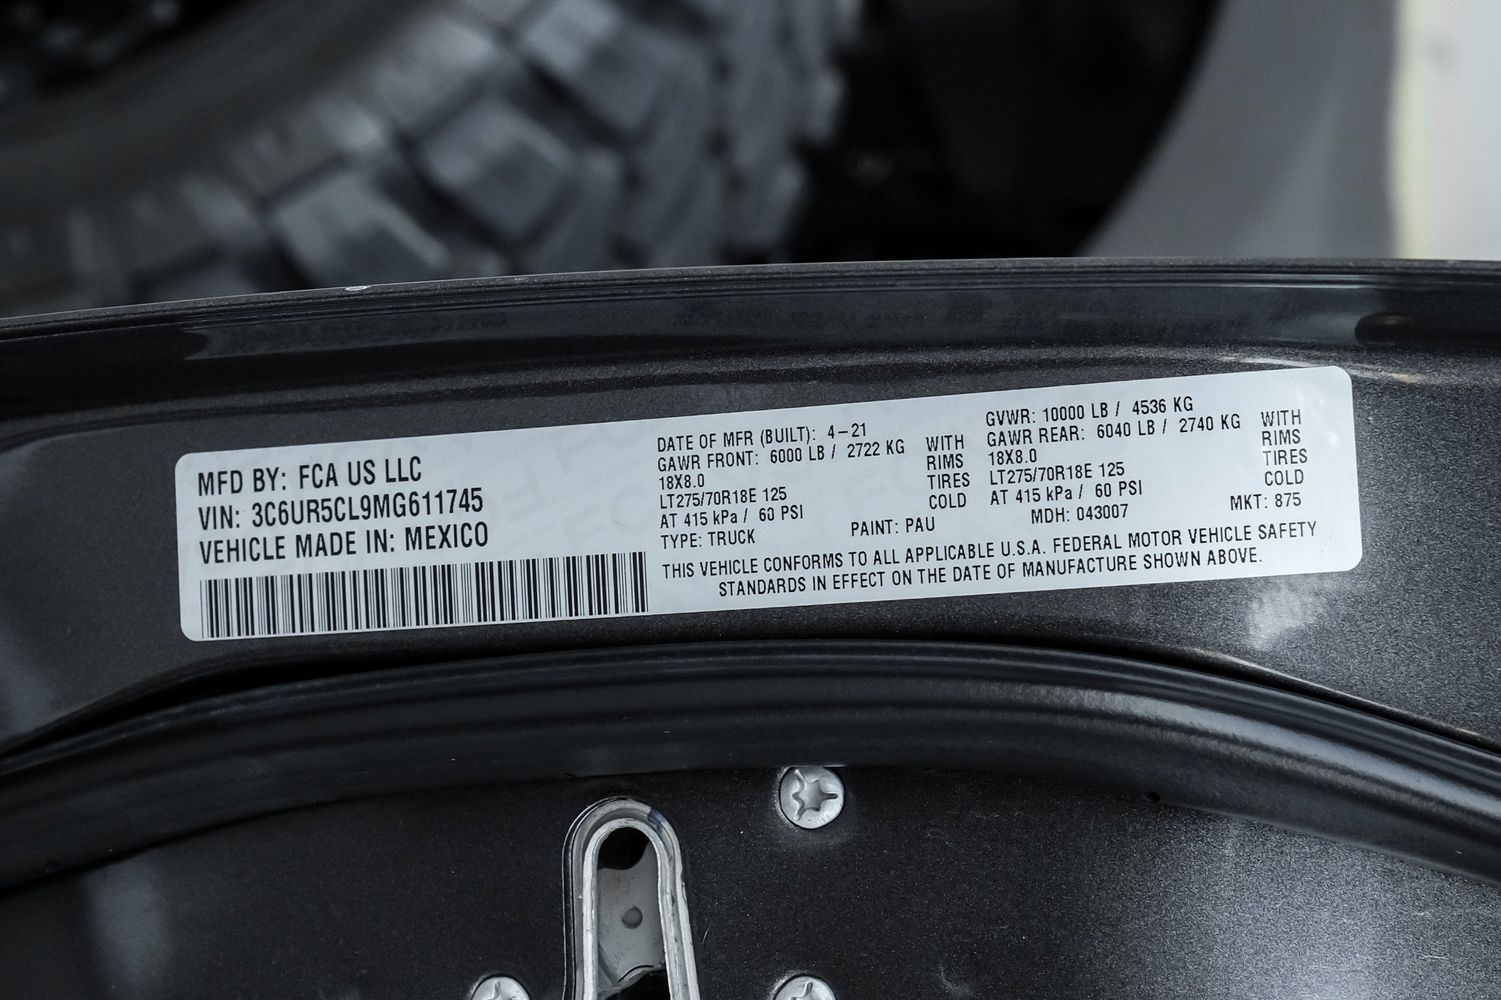 MFD BY: FCA US LLC
VIN: 3C6UR5CL9MG611745
VEHICLE MADE IN: MEXICO
DATE OF MFR (BUILT): 4-21
GAWR FRONT: 6000 LB / 2722 KG WITH
18X8.0 RIMS
LT275/70R18E 125 TIRES
AT 415 kPa / 60 PSI COLD
TYPE: TRUCK PAINT: PAU
GVWR: 10000 LB / 4536 KG
GAWR REAR: 6040 LB / 2740 KG WITH
18X8.0 RIMS
LT275/70R18E 125 TIRES
AT 415 kPa / 60 PSI COLD
MDH: 043007 MKT: 875
THIS VEHICLE CONFORMS TO ALL APPLICABLE U.S.A. FEDERAL MOTOR VEHICLE SAFETY
STANDARDS IN EFFECT ON THE DATE OF MANUFACTURE SHOWN ABOVE.